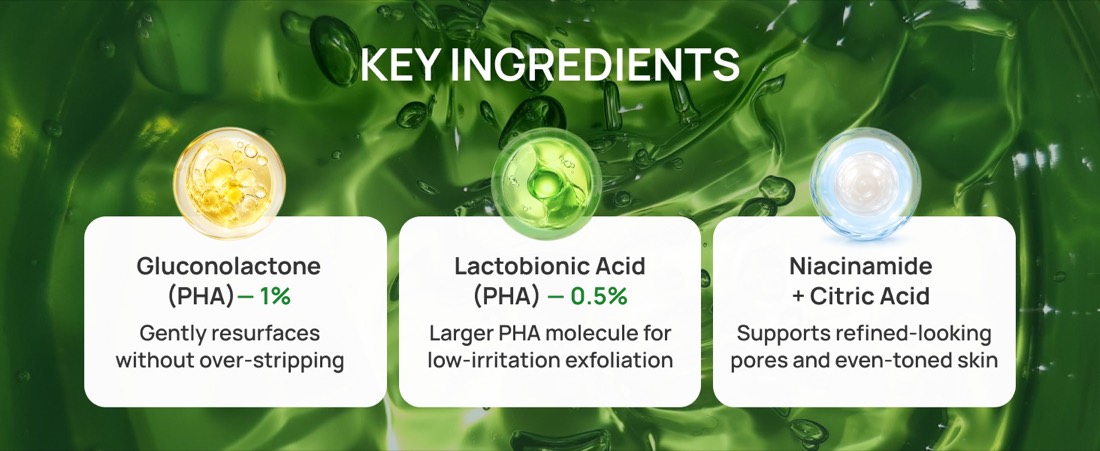 KEY INGREDIENTS
Gluconolactone
(PHA)— 1%
Gently resurfaces
without over-stripping
Lactobionic Acid
(PHA) — 0.5%
Larger PHA molecule for
low-irritation exfoliation
Niacinamide
+ Citric Acid
Supports refined-looking
pores and even-toned skin